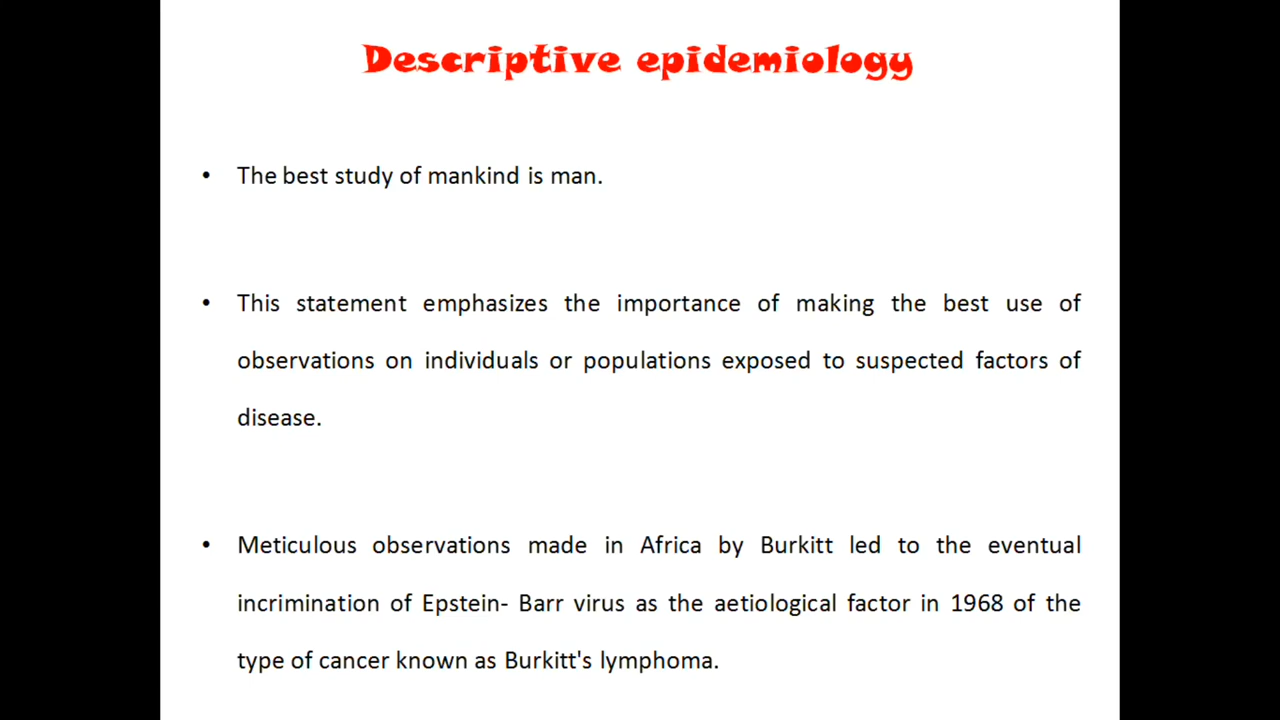 Descriptive epidemiology
• The best study of mankind is man.
• This statement emphasizes the importance of making the best use of
observations on individuals or populations exposed to suspected factors of
disease.
• Meticulous observations made in Africa by Burkitt led to the eventual
incrimination of Epstein- Barr virus as the aetiological factor in 1968 of the
type of cancer known as Burkitt's lymphoma.